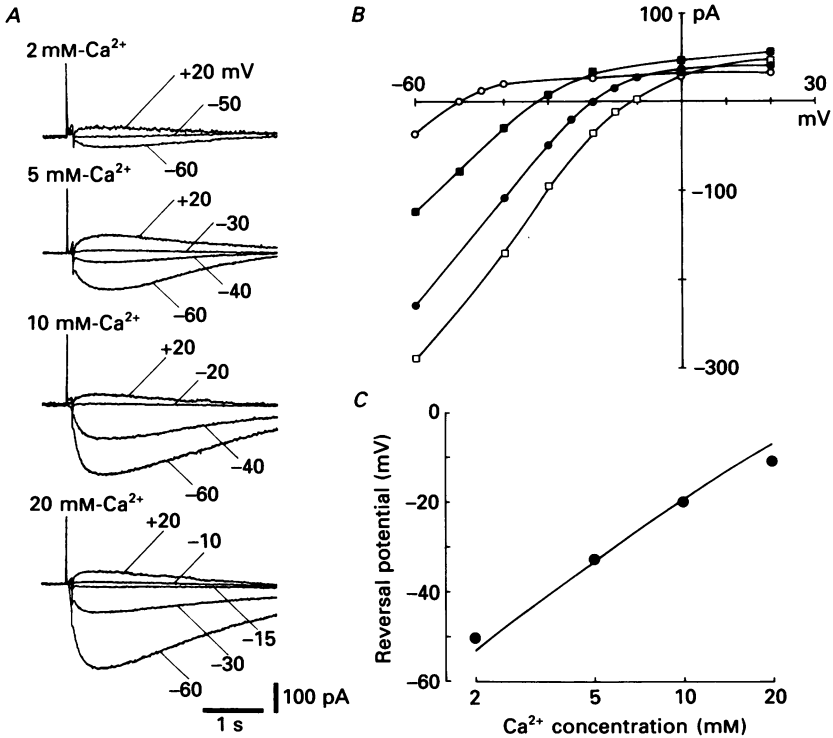 A
2 mM-Ca²⁺
+20 mV
−50
−60
5 mM-Ca²⁺
+20
−30
−40
−60
10 mM-Ca²⁺
+20
−20
−40
−60
20 mM-Ca²⁺
+20
−10
−15
−30
−60
100 pA
1 s
B
100 pA
−60
30
mV
−100
−300
C
0
−20
−40
−60
Reversal potential (mV)
2 5 10 20
Ca²⁺ concentration (mM)